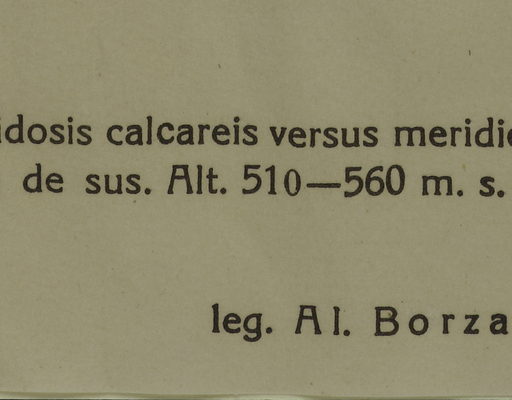 idosis calcareis versus meridie
de sus. Alt. 510—560 m. s.
leg. Al. Borza